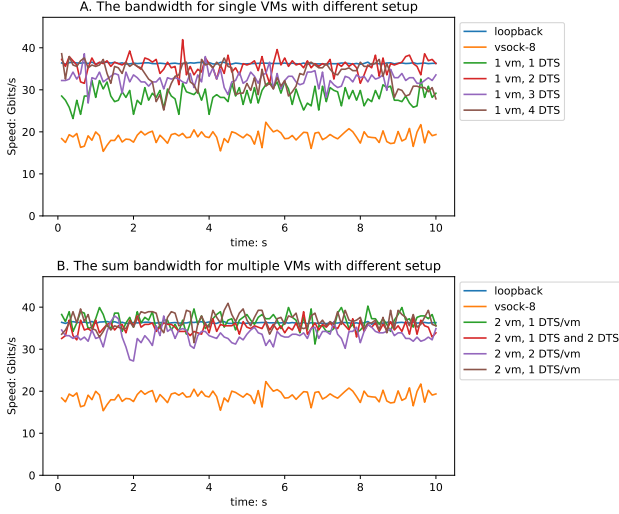 A. The bandwidth for single VMs with different setup
Speed: Gbits/s
40
30
20
10
0
0 2 4 6 8 10
time: s
loopback
vsock-8
1 vm, 1 DTS
1 vm, 2 DTS
1 vm, 3 DTS
1 vm, 4 DTS
B. The sum bandwidth for multiple VMs with different setup
Speed: Gbits/s
40
30
20
10
0
0 2 4 6 8 10
time: s
loopback
vsock-8
2 vm, 1 DTS/vm
2 vm, 1 DTS and 2 DTS
2 vm, 2 DTS/vm
2 vm, 1 DTS/vm